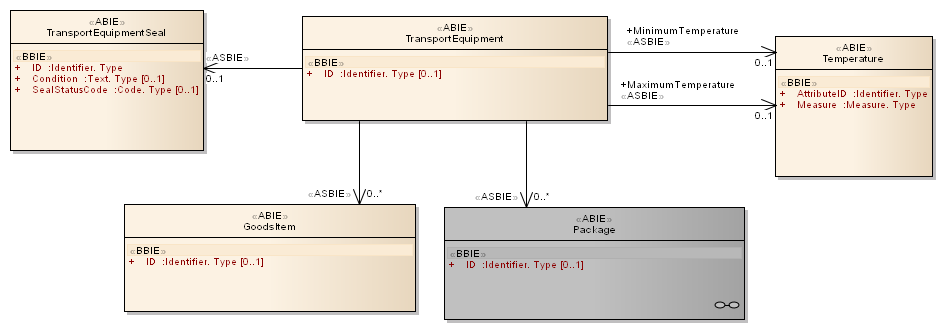 «ABIE»
TransportEquipmentSeal
«BBIE»
+ ID :Identifier. Type
+ Condition :Text. Type [0..1]
+ SealStatusCode :Code. Type [0..1]
«ASBIE»
0..1
«ABIE»
TransportEquipment
«BBIE»
+ ID :Identifier. Type [0..1]
+MinimumTemperature
«ASBIE»
0..1
+MaximumTemperature
«ASBIE»
0..1
«ABIE»
Temperature
«BBIE»
+ AttributeID :Identifier. Type
+ Measure :Measure. Type
«ASBIE» 0..*
«ASBIE» 0..*
«ABIE»
GoodsItem
«BBIE»
+ ID :Identifier. Type [0..1]
«ABIE»
Package
«BBIE»
+ ID :Identifier. Type [0..1]